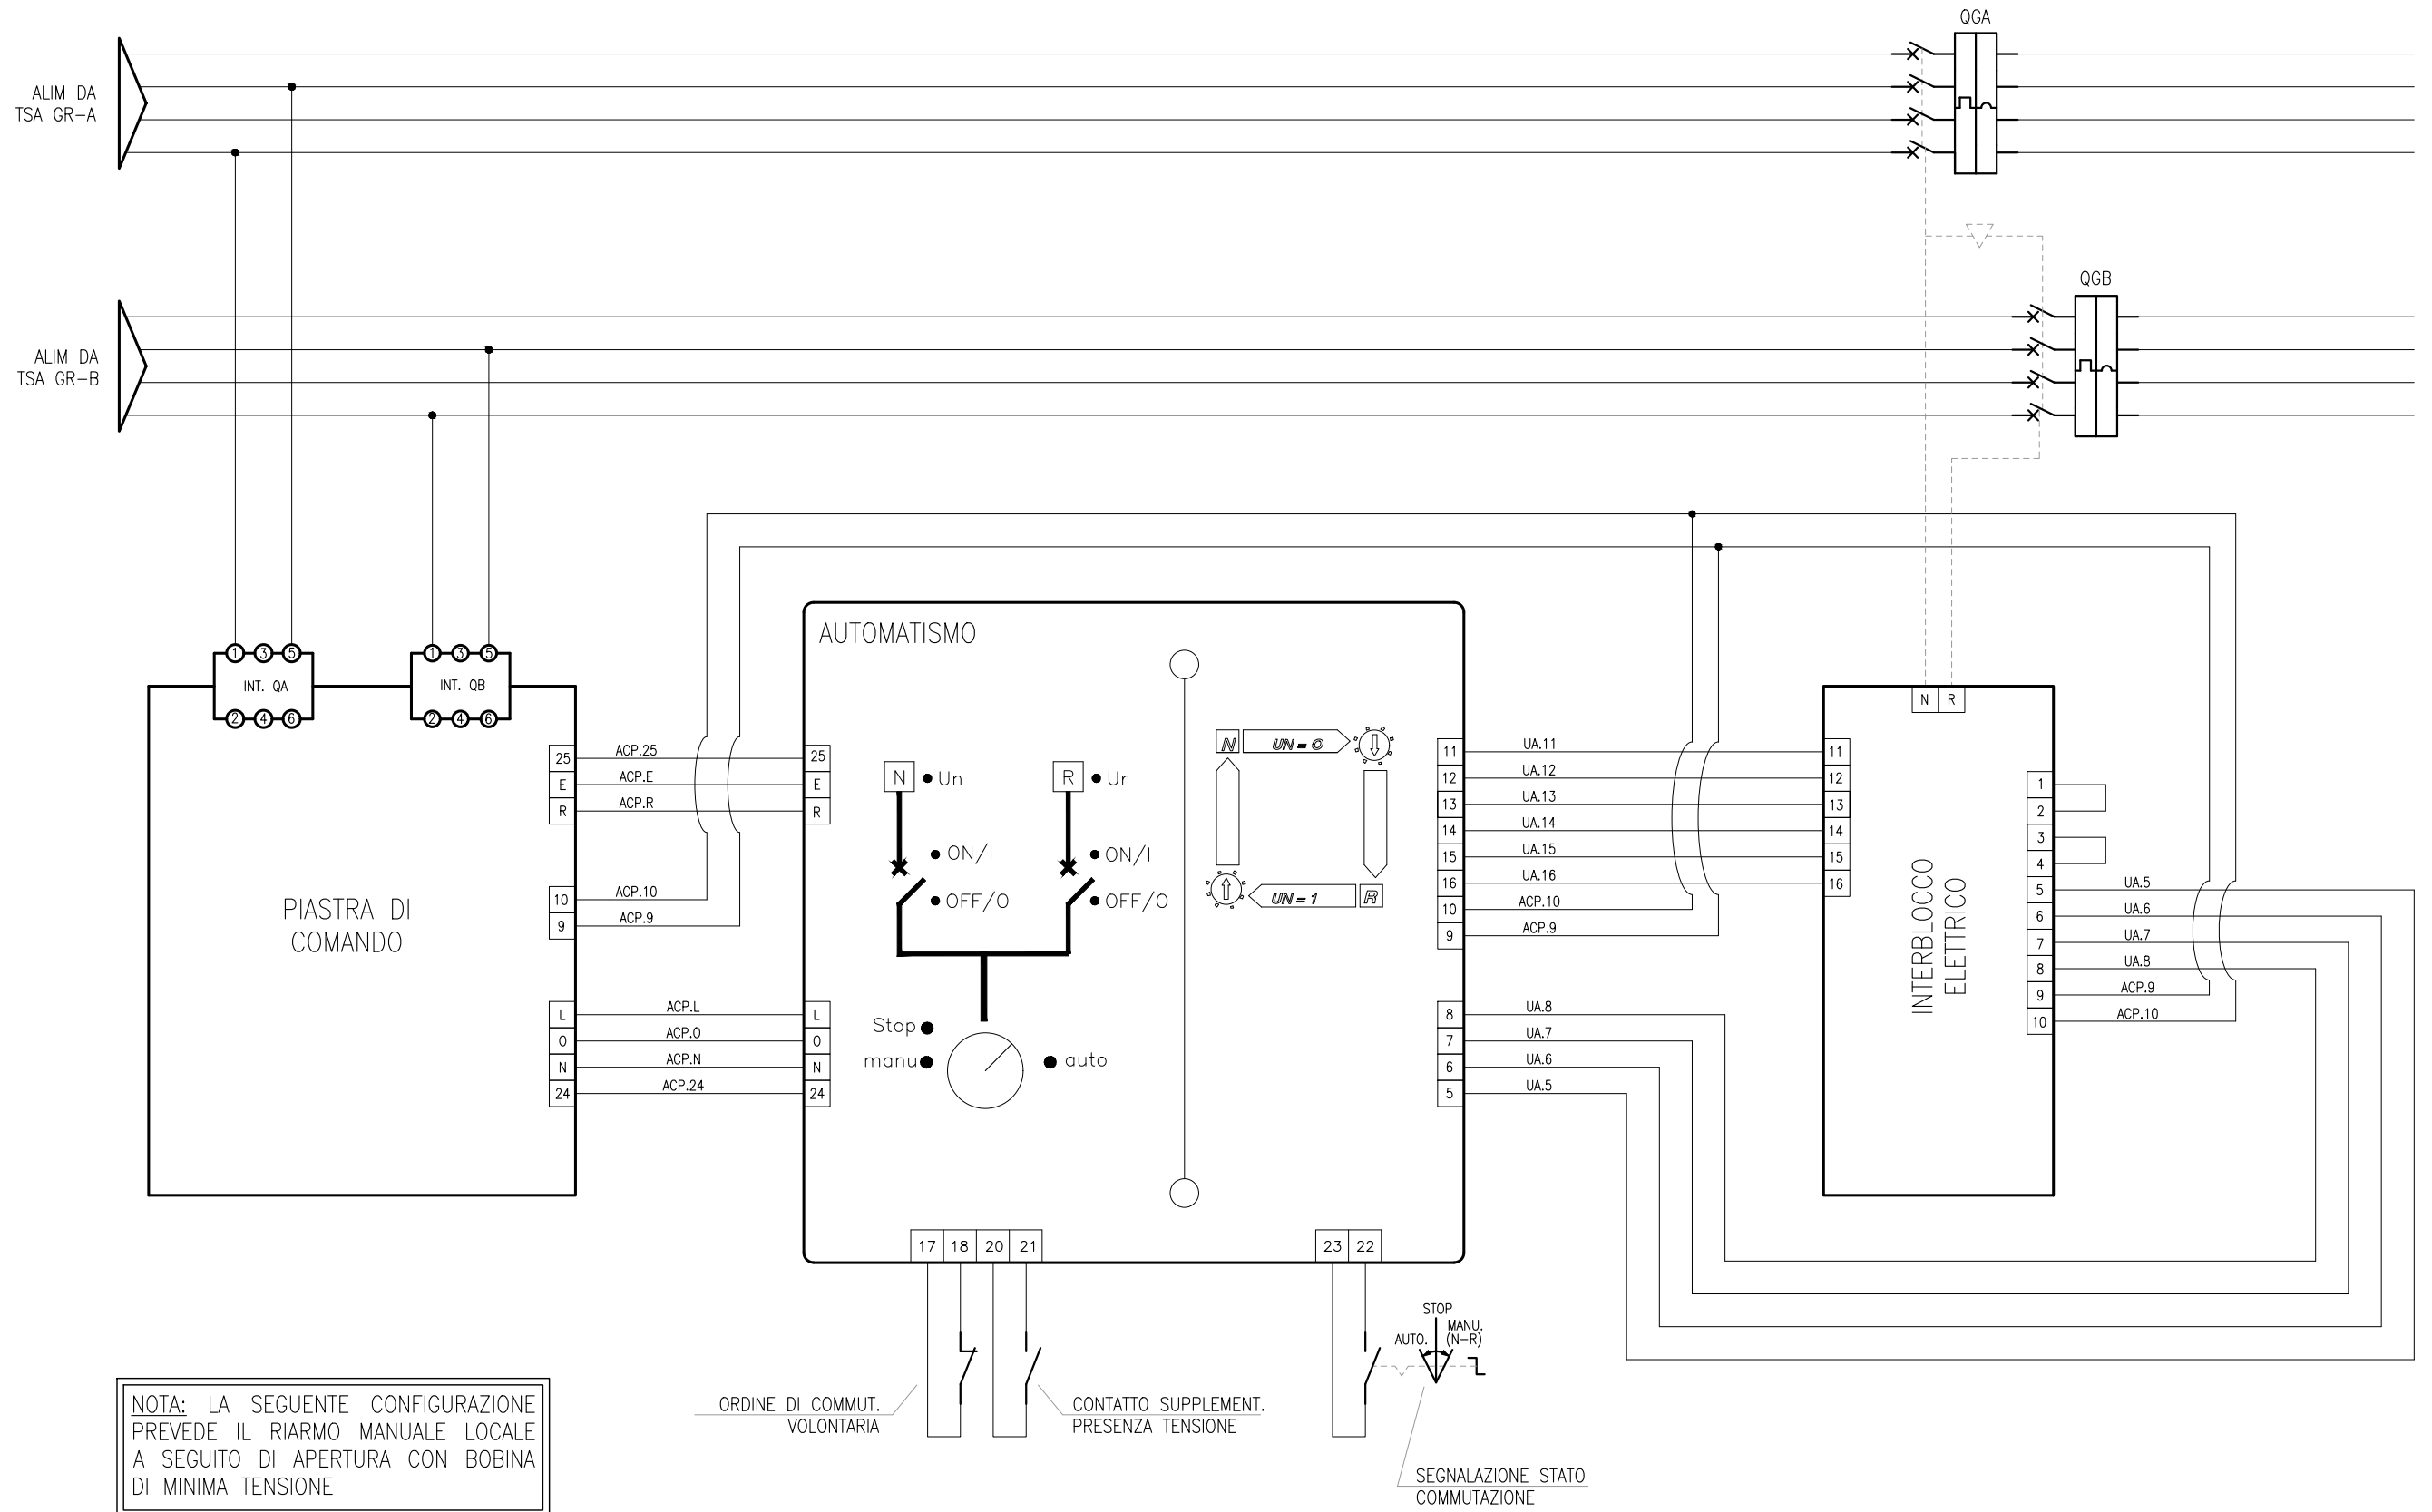 QGA
ALIM DA
TSA GR-A
QGB
ALIM DA
TSA GR-B
AUTOMATISMO
1 3 5
INT. QA
2 4 6
1 3 5
INT. QB
2 4 6
PIASTRA DI
COMANDO
25 ACP.25 25
E ACP.E E
R ACP.R R
10 ACP.10
9 ACP.9
L ACP.L L
O ACP.O O
N ACP.N N
24 ACP.24 24
N Un
R Ur
ON/I
OFF/O
ON/I
OFF/O
Stop
manu
auto
N UN = O
UN = 1 R
11 UA.11 11
12 UA.12 12
13 UA.13 13
14 UA.14 14
15 UA.15 15
16 UA.16 16
10 ACP.10
9 ACP.9
8 UA.8
7 UA.7
6 UA.6
5 UA.5
N R
INTERBLOCCO
ELETTRICO
1
2
3
4
5 UA.5
6 UA.6
7 UA.7
8 UA.8
9 ACP.9
10 ACP.10
17 18 20 21
23 22
ORDINE DI COMMUT.
VOLONTARIA
CONTATTO SUPPLEMENT.
PRESENZA TENSIONE
STOP
AUTO.
MANU.
(N-R)
SEGNALAZIONE STATO
COMMUTAZIONE
NOTA: LA SEGUENTE CONFIGURAZIONE
PREVEDE IL RIARMO MANUALE LOCALE
A SEGUITO DI APERTURA CON BOBINA
DI MINIMA TENSIONE